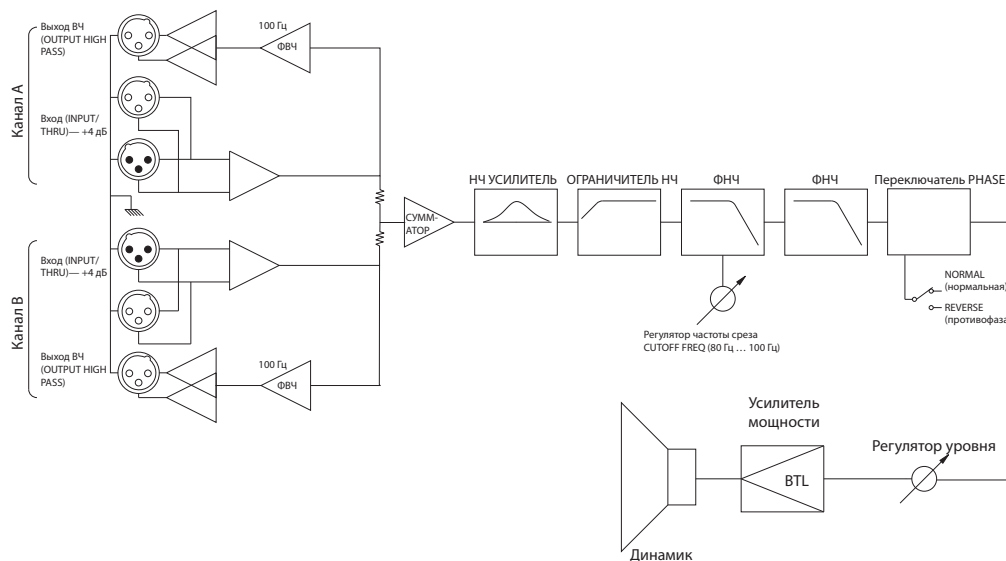 Канал A
Выход ВЧ
(OUTPUT HIGH
PASS)
100 Гц
ФВЧ
Вход (INPUT/
THRU)— +4 дБ
Канал B
Вход (INPUT/
THRU)— +4 дБ
Выход ВЧ
(OUTPUT HIGH
PASS)
100 Гц
ФВЧ
СУММ-
АТОР
НЧ УСИЛИТЕЛЬ
ОГРАНИЧИТЕЛЬ НЧ
ФНЧ
ФНЧ
Переключатель PHASE
NORMAL
(нормальная)
REVERSE
(противофаза
Регулятор частоты среза
CUTOFF FREQ (80 Гц ... 100 Гц)
Усилитель
мощности
BTL
Регулятор уровня
Динамик